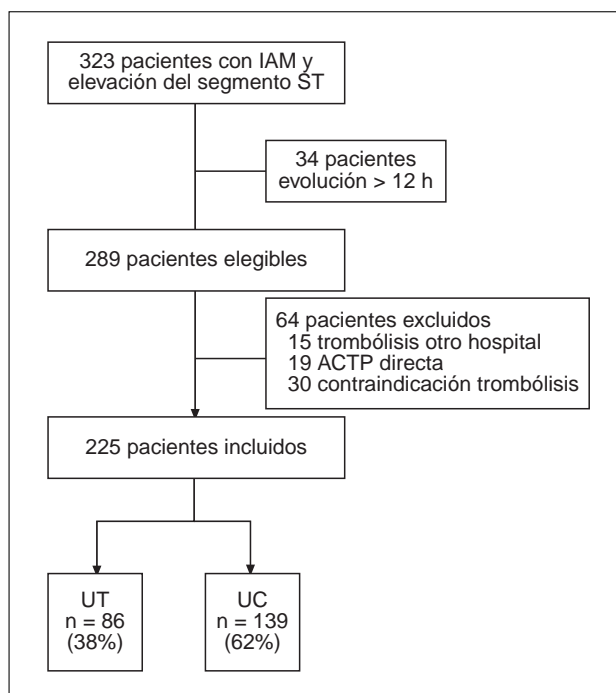 323 pacientes con IAM y
elevación del segmento ST
34 pacientes
evolución > 12 h
289 pacientes elegibles
64 pacientes excluidos
15 trombólisis otro hospital
19 ACTP directa
30 contraindicación trombólisis
225 pacientes incluidos
UT
n = 86
(38%)
UC
n = 139
(62%)